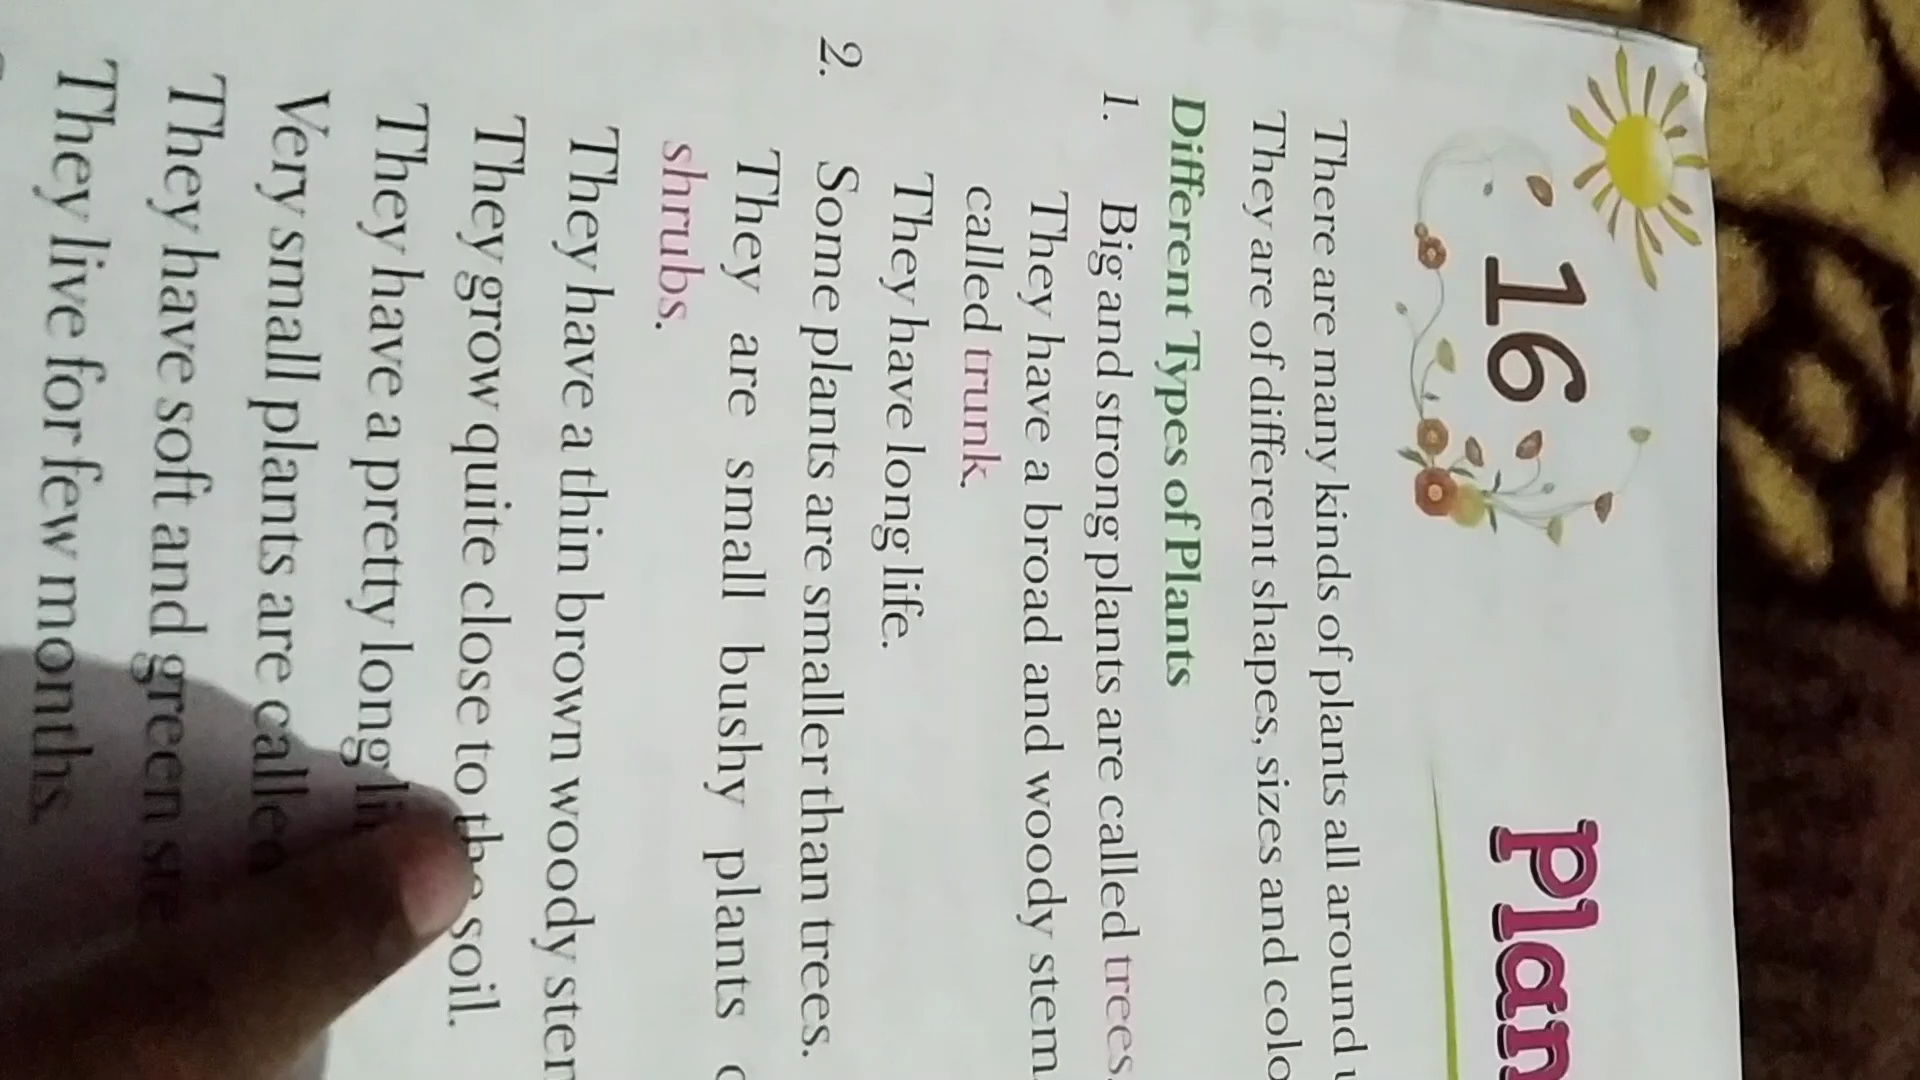 16
Plan
There are many kinds of plants all around
They are of different shapes, sizes and colo
Different Types of Plants
1. Big and strong plants are called trees.
They have a broad and woody stem
called trunk.
They have long life.
2. Some plants are smaller than trees.
They are small bushy plants c
shrubs.
They have a thin brown woody ster
They grow quite close to the soil.
They have a pretty long li
Very small plants are called
They have soft and green ste
They live for few months.